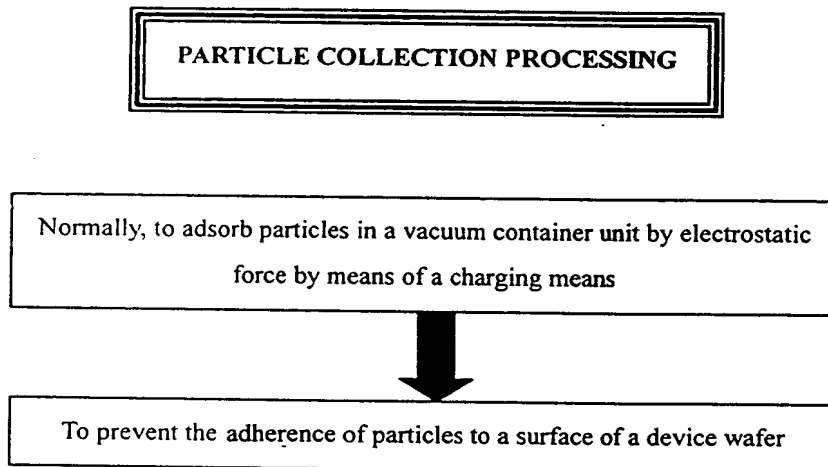 PARTICLE COLLECTION PROCESSING
Normally, to adsorb particles in a vacuum container unit by electrostatic
force by means of a charging means
To prevent the adherence of particles to a surface of a device wafer